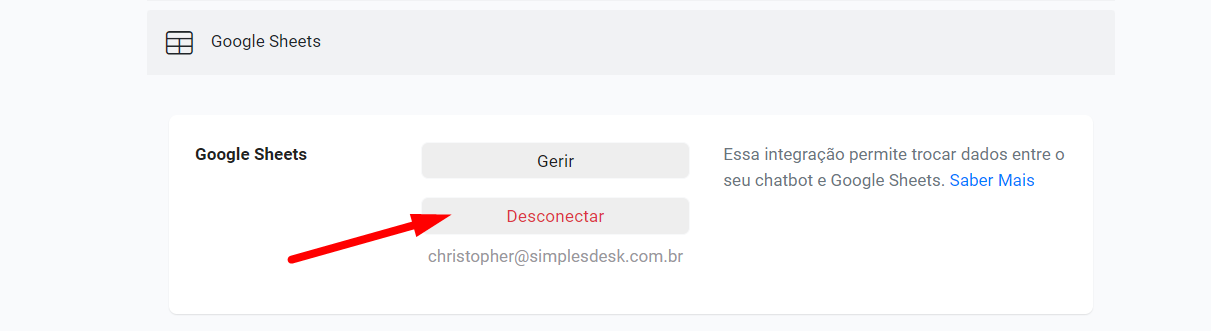 Google Sheets
Google Sheets
Gerir
Desconectar
christopher@simplesdesk.com.br
Essa integração permite trocar dados entre o
seu chatbot e Google Sheets. Saber Mais